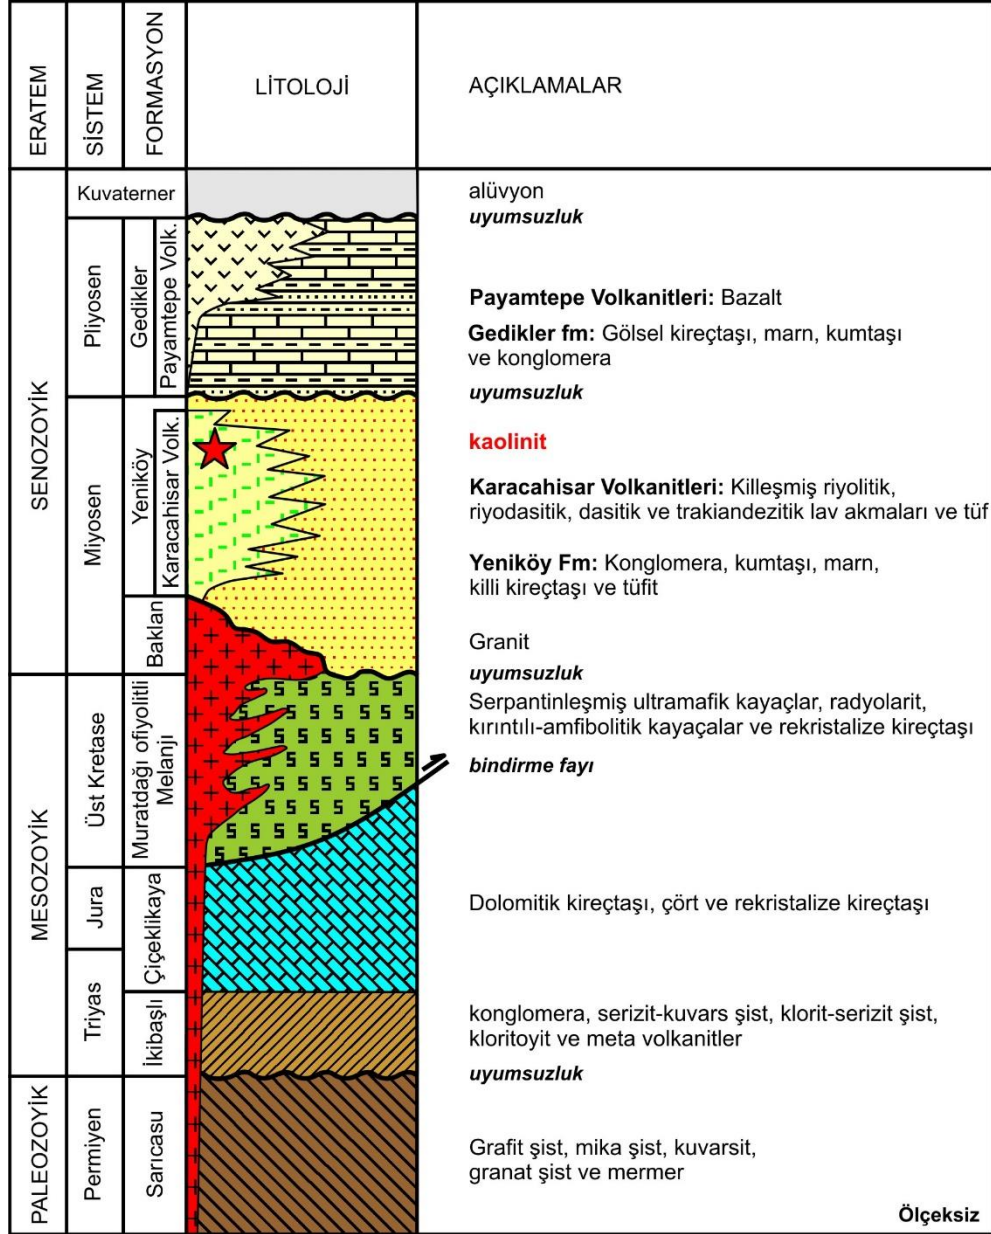 ERATEM
SİSTEM
FORMASYON
LİTOLOJİ
AÇIKLAMALAR
SENOZOYİK
Kuvaterner
alüvyon
uyumsuzluk
Pliyosen
Gedikler
Payamtepe Volk.
Payamtepe Volkanitleri: Bazalt
Gedikler fm: Gölsel kireçtaşı, marn, kumtaşı
ve konglomera
uyumsuzluk
Miyosen
Yeniköy
Karacahisar Volk.
kaolinit
Karacahisar Volkanitleri: Killeşmiş riyolitik,
riyodasitik, dasitik ve trakiandezitik lav akmaları ve tüf
Yeniköy Fm: Konglomera, kumtaşı, marn,
killi kireçtaşı ve tüfit
Baklan
Granit
uyumsuzluk
MESOZOYİK
Üst Kretase
Muratdağı ofiyolitli
Melanjı
Serpantinleşmiş ultramafik kayaçlar, radyolarit,
kırıntılı-amfibolitik kayaçalar ve rekristalize kireçtaşı
bindirme fayı
Jura
Çiçeklikaya
Dolomitik kireçtaşı, çört ve rekristalize kireçtaşı
Triyas
İkibaşlı
konglomera, serizit-kuvars şist, klorit-serizit şist,
kloritoyit ve meta volkanitler
uyumsuzluk
PALEOZOYİK
Permiyen
Sarıcasu
Grafit şist, mika şist, kuvarsit,
granat şist ve mermer
Ölçeksiz